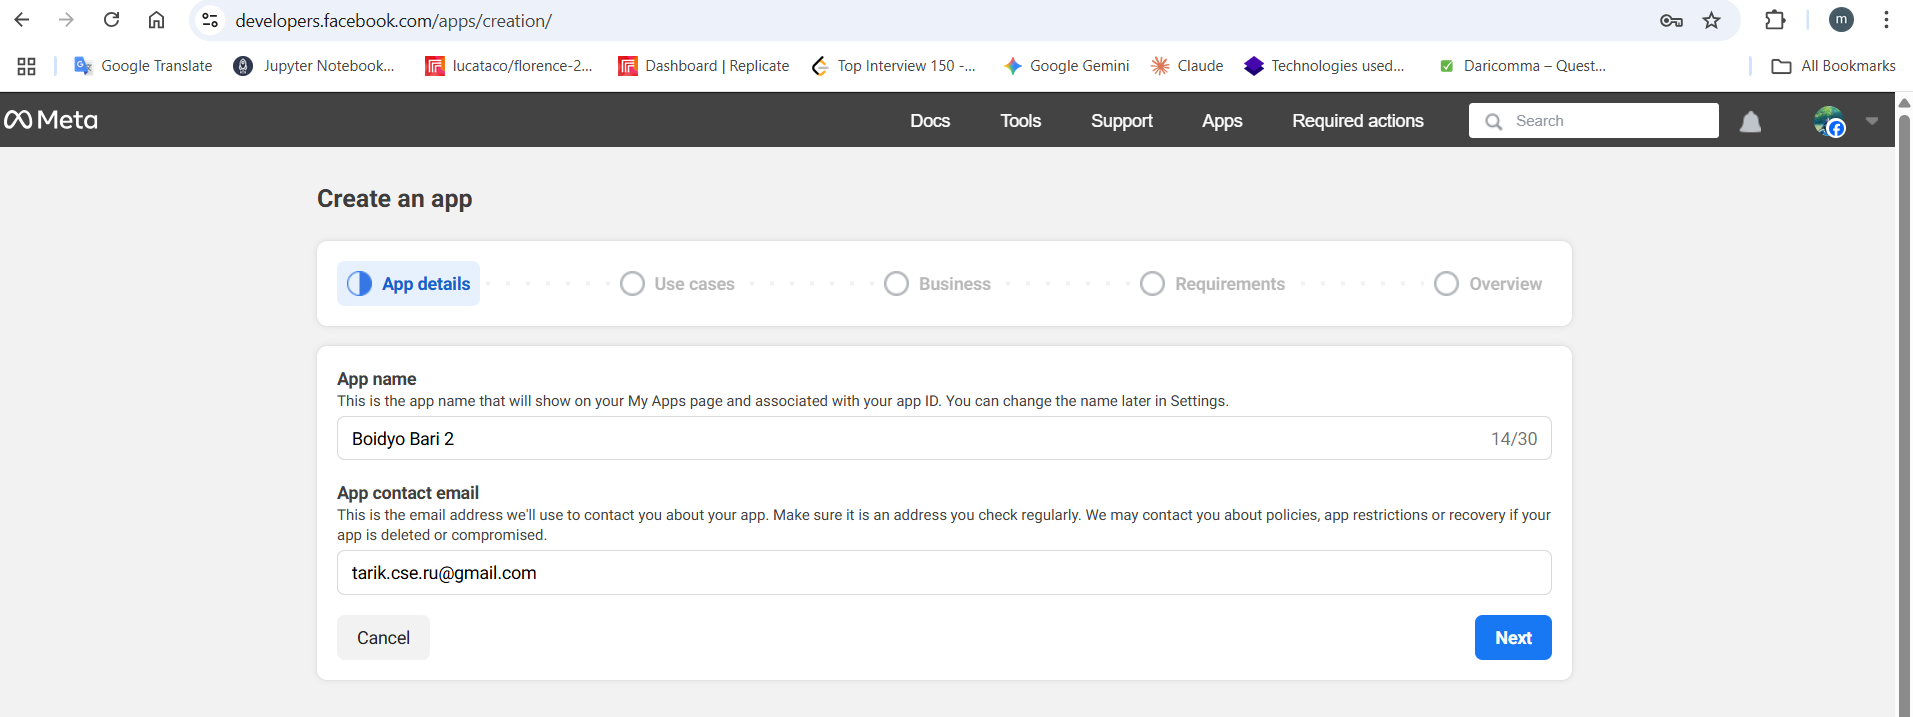 developers.facebook.com/apps/creation/
m
Google Translate
Jupyter Notebook...
lucataco/florence-2...
Dashboard | Replicate
Top Interview 150 -...
Google Gemini
Claude
Technologies used...
Daricomma – Quest...
All Bookmarks
Meta
Docs
Tools
Support
Apps
Required actions
Search
Create an app
App details
Use cases
Business
Requirements
Overview
App name
This is the app name that will show on your My Apps page and associated with your app ID. You can change the name later in Settings.
Boidyo Bari 2
14/30
App contact email
This is the email address we'll use to contact you about your app. Make sure it is an address you check regularly. We may contact you about policies, app restrictions or recovery if your
app is deleted or compromised.
tarik.cse.ru@gmail.com
Cancel
Next